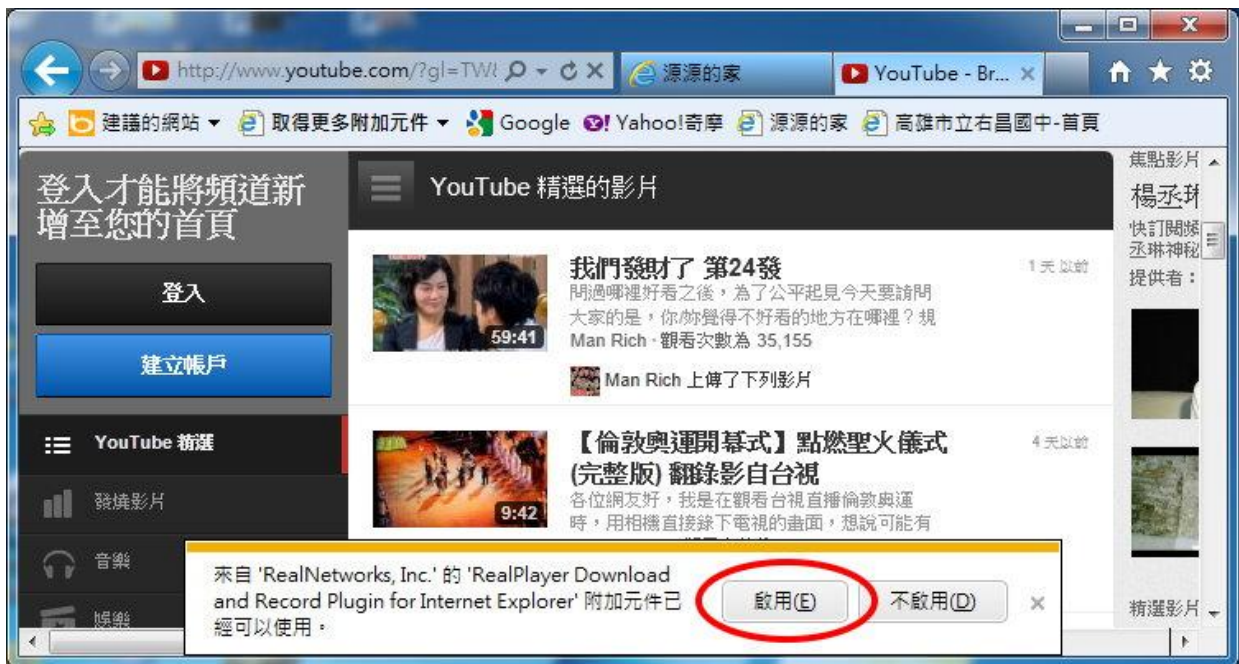 http://www.youtube.com/?gl=TW&
源源的家
YouTube - Br...
建議的網站
取得更多附加元件
Google
Yahoo!奇摩
源源的家
高雄市立右昌國中-首頁
登入才能將頻道新
增至您的首頁
登入
建立帳戶
YouTube 精選
發燒影片
音樂
娛樂
YouTube 精選的影片
59:41
我們發財了 第24發
1 天以前
問過哪裡好看之後，為了公平起見今天要請問
大家的是，你/妳覺得不好看的地方在哪裡？規
Man Rich · 觀看次數為 35,155
Man Rich 上傳了下列影片
9:42
【倫敦奧運開幕式】點燃聖火儀式
(完整版) 翻錄影自台視
4 天以前
各位網友好，我是在觀看台視直播倫敦奧運
時，用相機直接錄下電視的畫面，想說可能有
焦點影片
楊丞琳
快訂閱頻
丞琳神秘
提供者：
精選影片
來自 'RealNetworks, Inc.' 的 'RealPlayer Download
and Record Plugin for Internet Explorer' 附加元件已
經可以使用。
啟用(E)
不啟用(D)